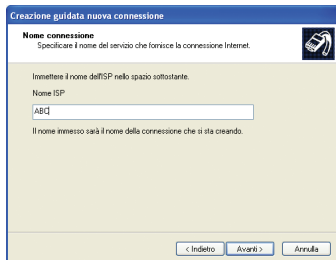 Creazione guidata nuova connessione
Nome connessione
Specificare il nome del servizio che fornisce la connessione Internet.
Immettere il nome dell'ISP nello spazio sottostante.
Nome ISP
ABC
Il nome immesso sarà il nome della connessione che si sta creando.
< Indietro Avanti > Annulla